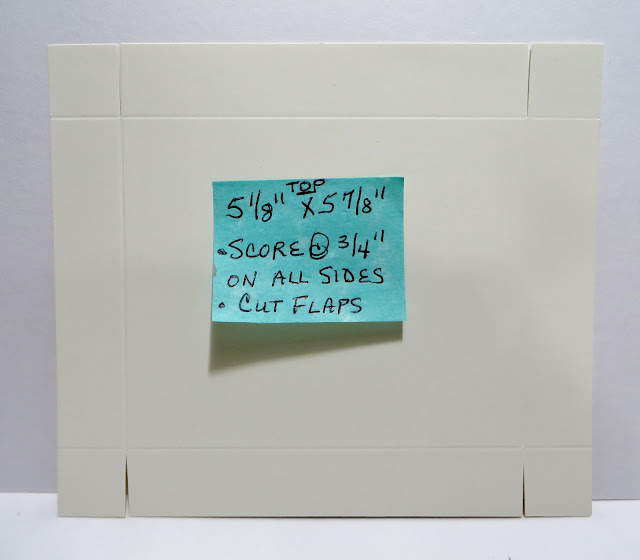 TOP
5 1/8" X 5 7/8"
• SCORE @ 3/4"
ON ALL SIDES
• CUT FLAPS